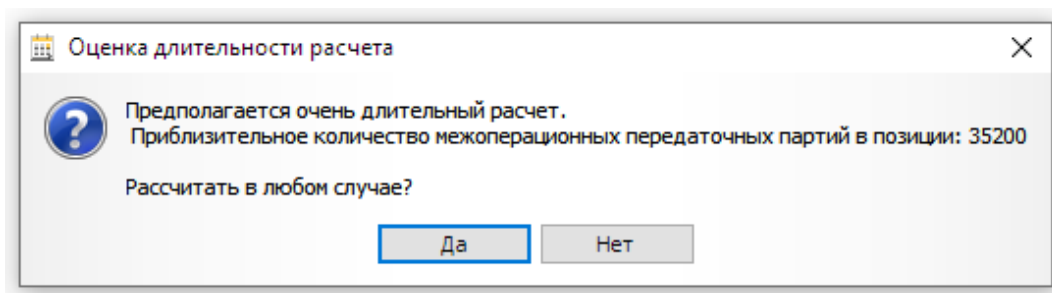 Оценка длительности расчета
Предполагается очень длительный расчет.
Приблизительное количество межоперационных передаточных партий в позиции: 35200
Рассчитать в любом случае?
Да
Нет